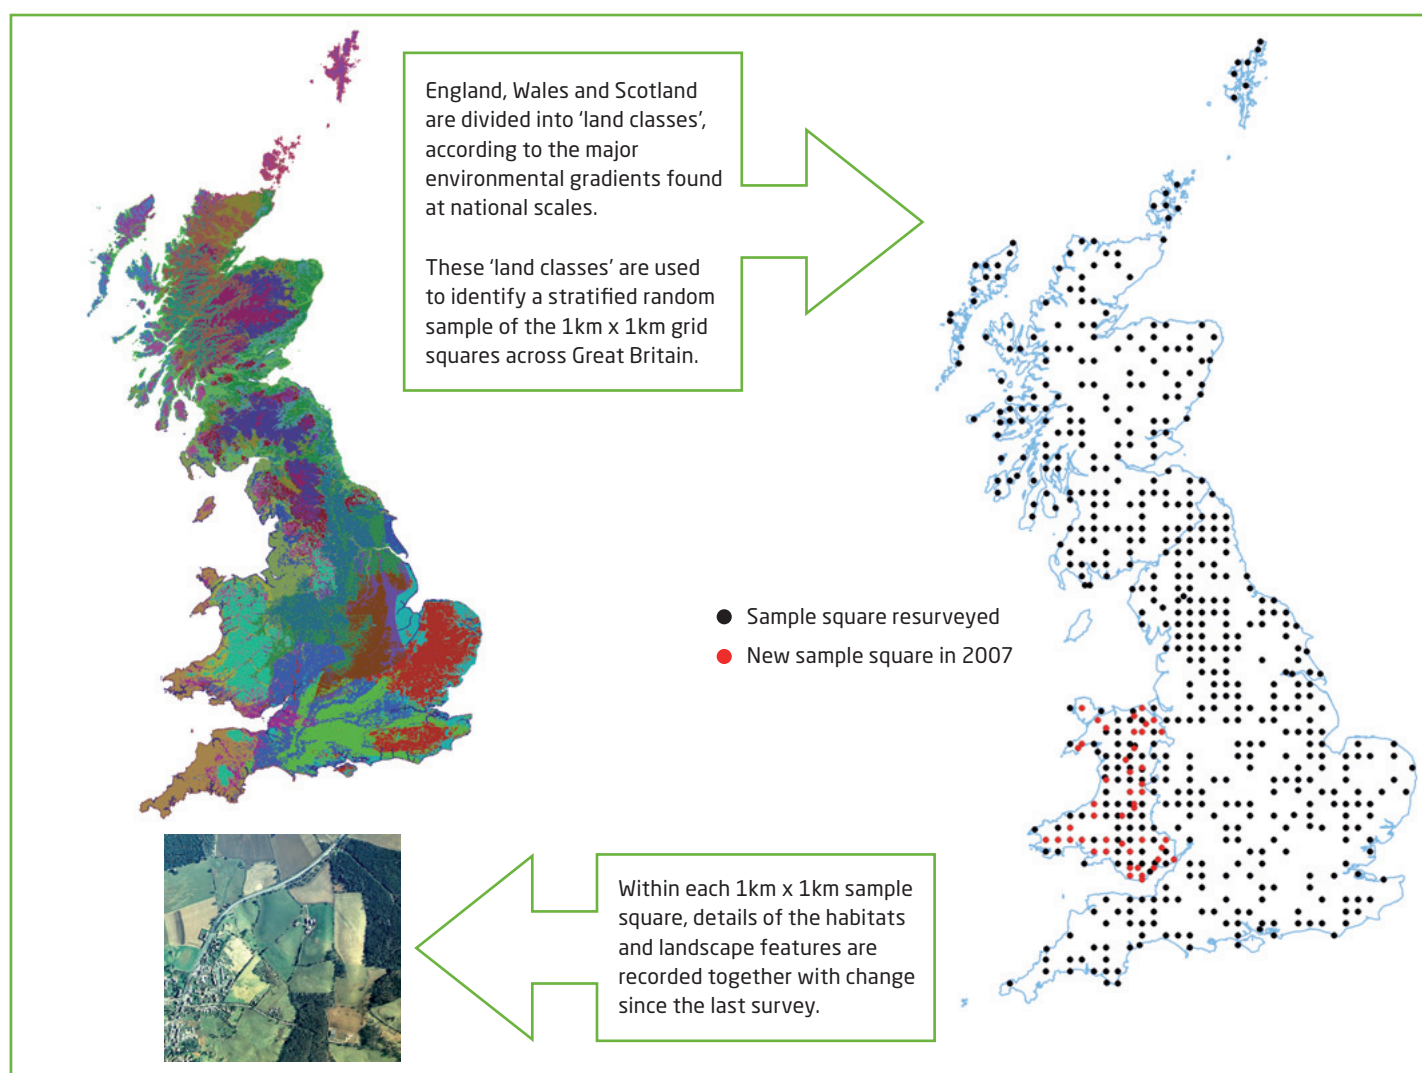 England, Wales and Scotland
are divided into ‘land classes’,
according to the major
environmental gradients found
at national scales.
These ‘land classes’ are used
to identify a stratified random
sample of the 1km x 1km grid
squares across Great Britain.
Sample square resurveyed
New sample square in 2007
Within each 1km x 1km sample
square, details of the habitats
and landscape features are
recorded together with change
since the last survey.